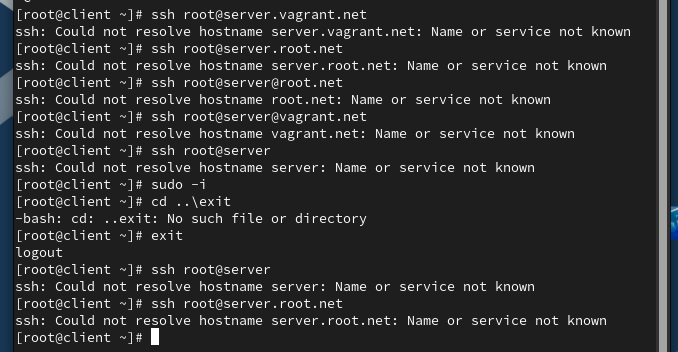 [root@client ~]# ssh root@server.vagrant.net
ssh: Could not resolve hostname server.vagrant.net: Name or service not known
[root@client ~]# ssh root@server.root.net
ssh: Could not resolve hostname server.root.net: Name or service not known
[root@client ~]# ssh root@server@root.net
ssh: Could not resolve hostname root.net: Name or service not known
[root@client ~]# ssh root@server@vagrant.net
ssh: Could not resolve hostname vagrant.net: Name or service not known
[root@client ~]# ssh root@server
ssh: Could not resolve hostname server: Name or service not known
[root@client ~]# sudo -i
[root@client ~]# cd ..\exit
-bash: cd: ..exit: No such file or directory
[root@client ~]# exit
logout
[root@client ~]# ssh root@server
ssh: Could not resolve hostname server: Name or service not known
[root@client ~]# ssh root@server.root.net
ssh: Could not resolve hostname server.root.net: Name or service not known
[root@client ~]#